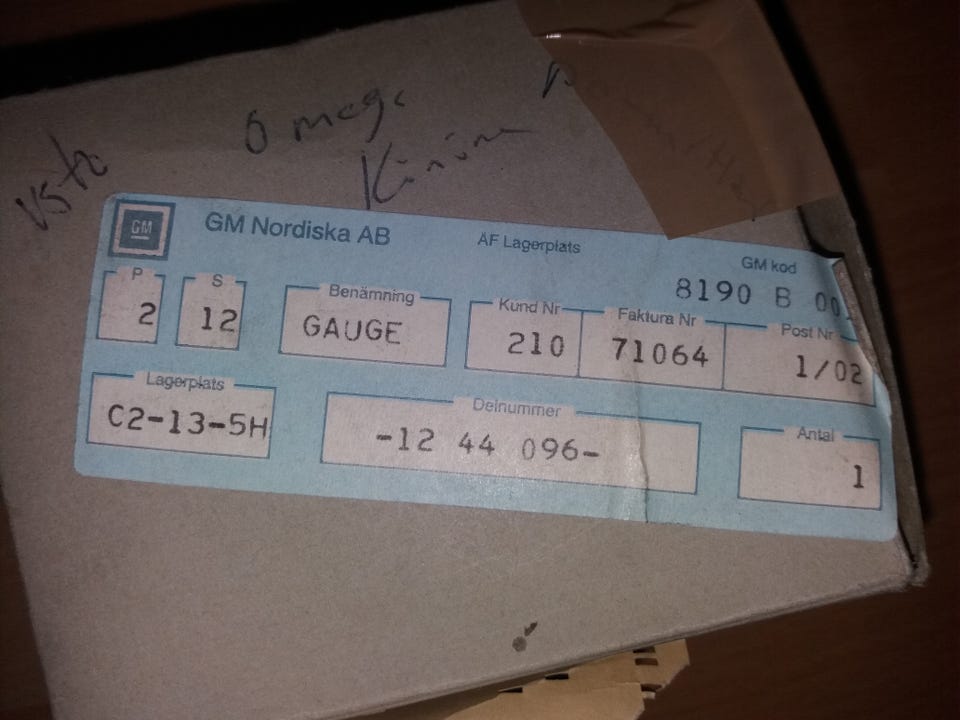 Omega
GM
GM Nordiska AB
ÅF Lagerplats
GM kod
8190 B 00
P
S
Benämning
Kund Nr
Faktura Nr
Post Nr
2
12
GAUGE
210
71064
1/02
Lagerplats
Delnummer
Antal
C2-13-5H
-12 44 096-
1